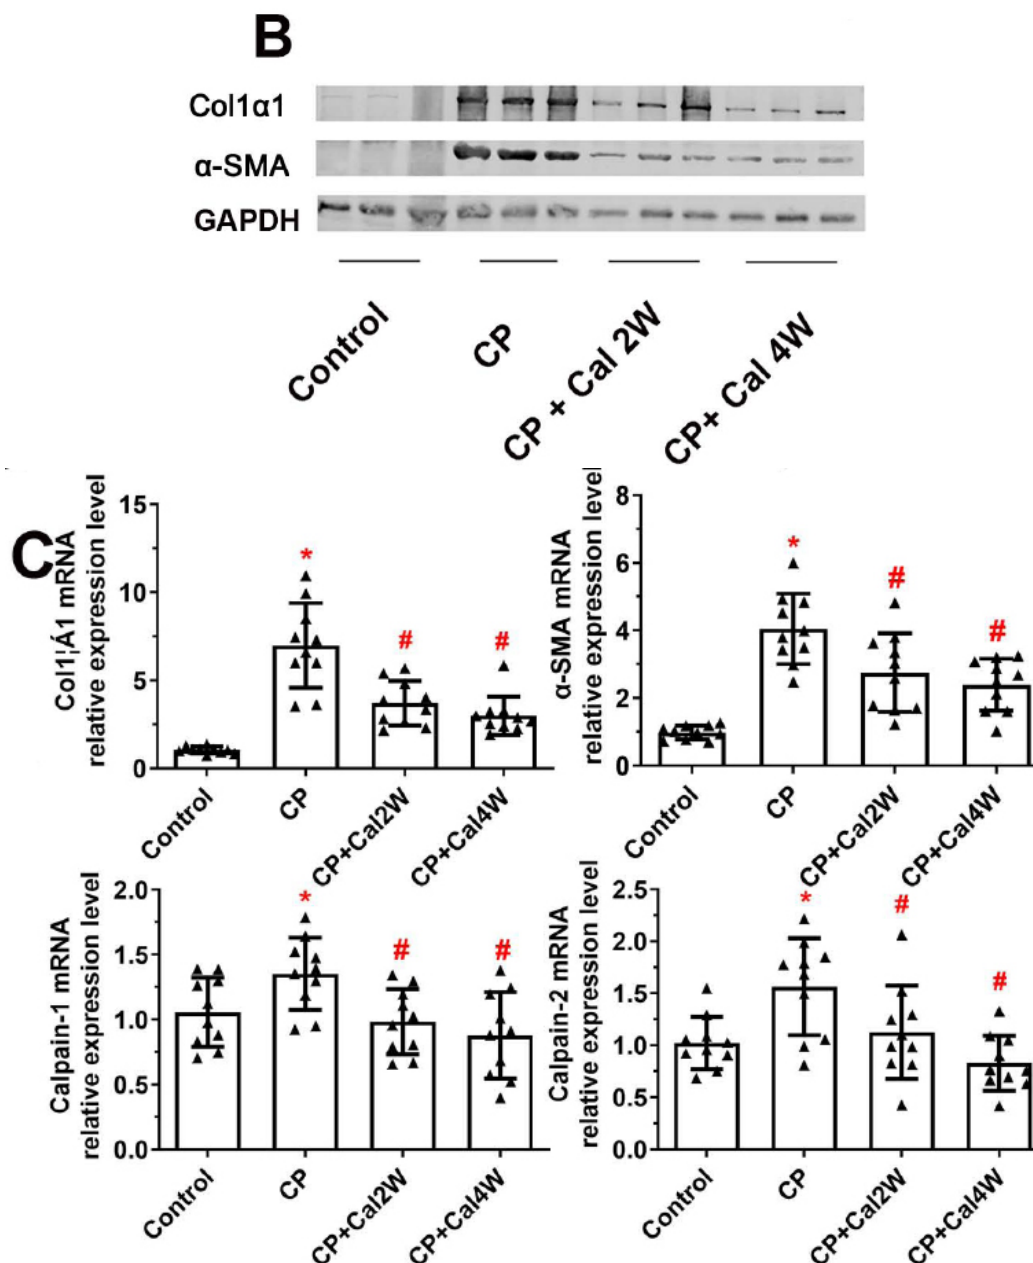 B
Col1α1
α-SMA
GAPDH
Control
CP
CP + Cal 2W
CP+ Cal 4W
C
Col1¦Á1 mRNA
relative expression level
15
10
5
0
*
#
#
Control
CP
CP+Cal2W
CP+Cal4W
α-SMA mRNA
relative expression level
8
6
4
2
0
*
#
#
Control
CP
CP+Cal2W
CP+Cal4W
Calpain-1 mRNA
relative expression level
2.0
1.5
1.0
0.5
0.0
*
#
#
Control
CP
CP+Cal2W
CP+Cal4W
Calpain-2 mRNA
relative expression level
2.5
2.0
1.5
1.0
0.5
0.0
*
#
#
Control
CP
CP+Cal2W
CP+Cal4W